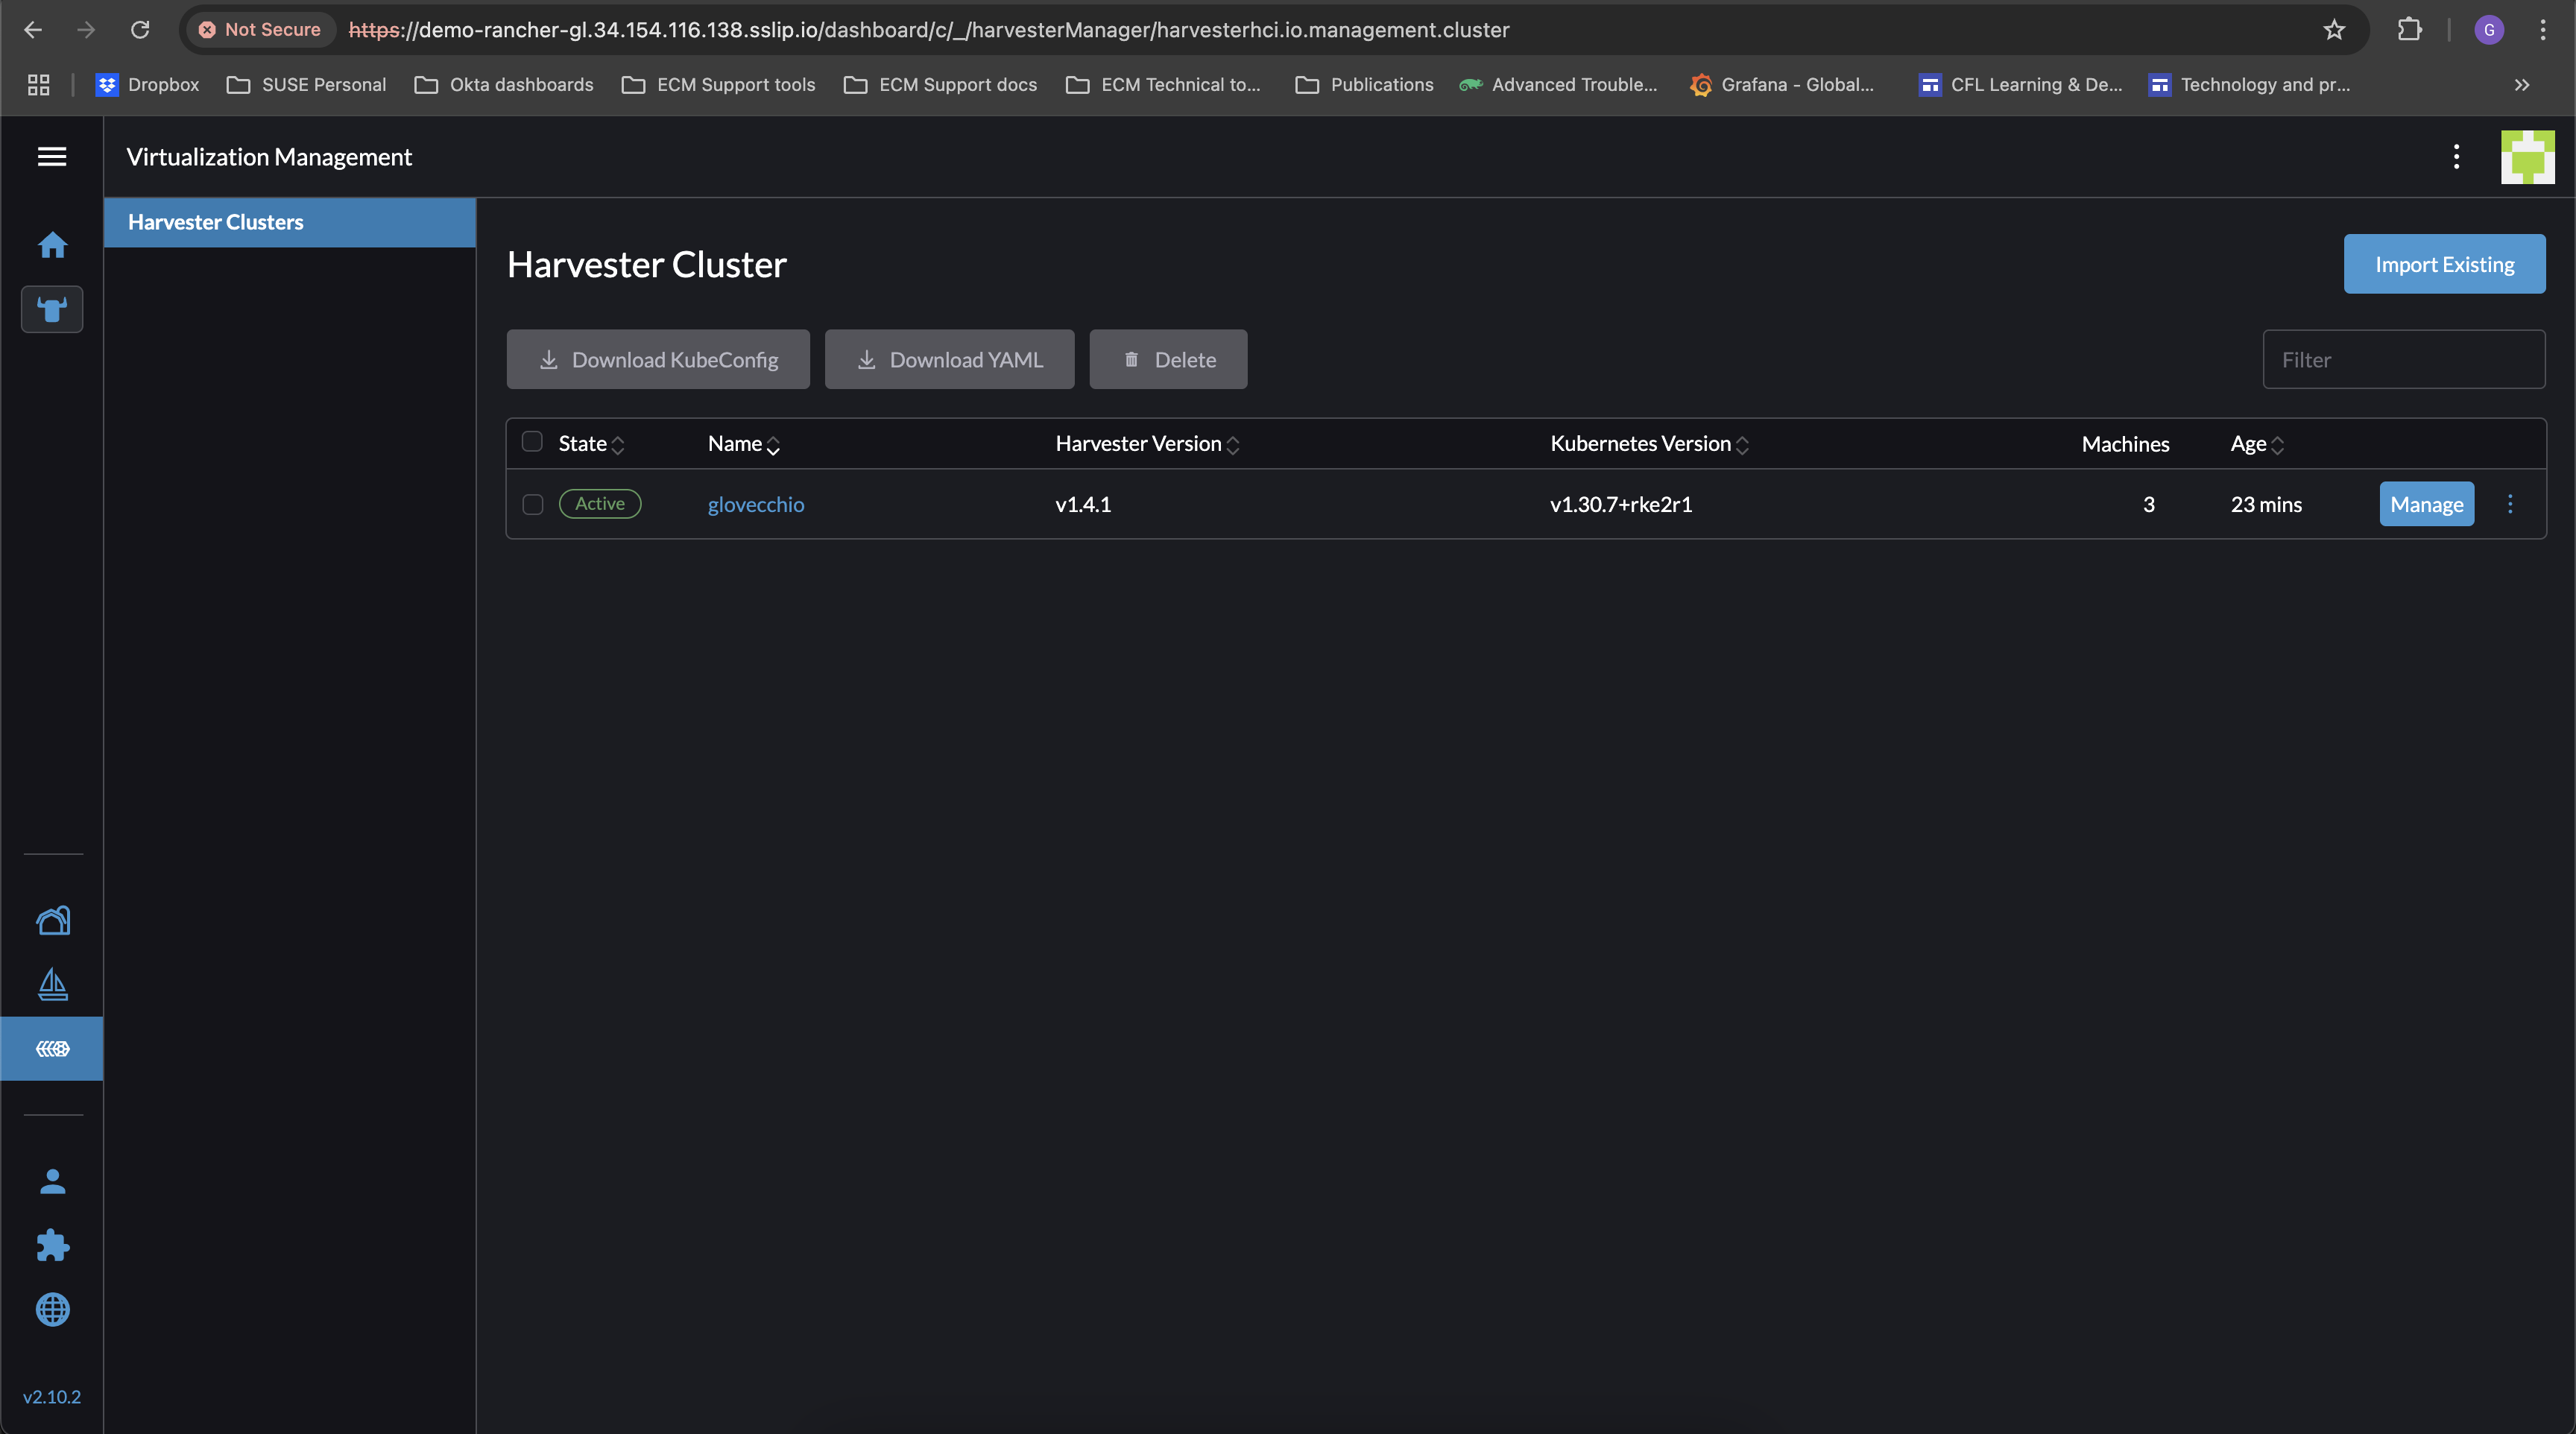 Not Secure https://demo-rancher-gl.34.154.116.138.sslip.io/dashboard/c/_/harvesterManager/harvesterhci.io.management.cluster G
Dropbox SUSE Personal Okta dashboards ECM Support tools ECM Support docs ECM Technical to... Publications Advanced Trouble... Grafana - Global... CFL Learning & De... Technology and pr...
Virtualization Management
Harvester Clusters
Harvester Cluster Import Existing
Download KubeConfig Download YAML Delete Filter
State Name Harvester Version Kubernetes Version Machines Age
Active glovecchio v1.4.1 v1.30.7+rke2r1 3 23 mins Manage
v2.10.2